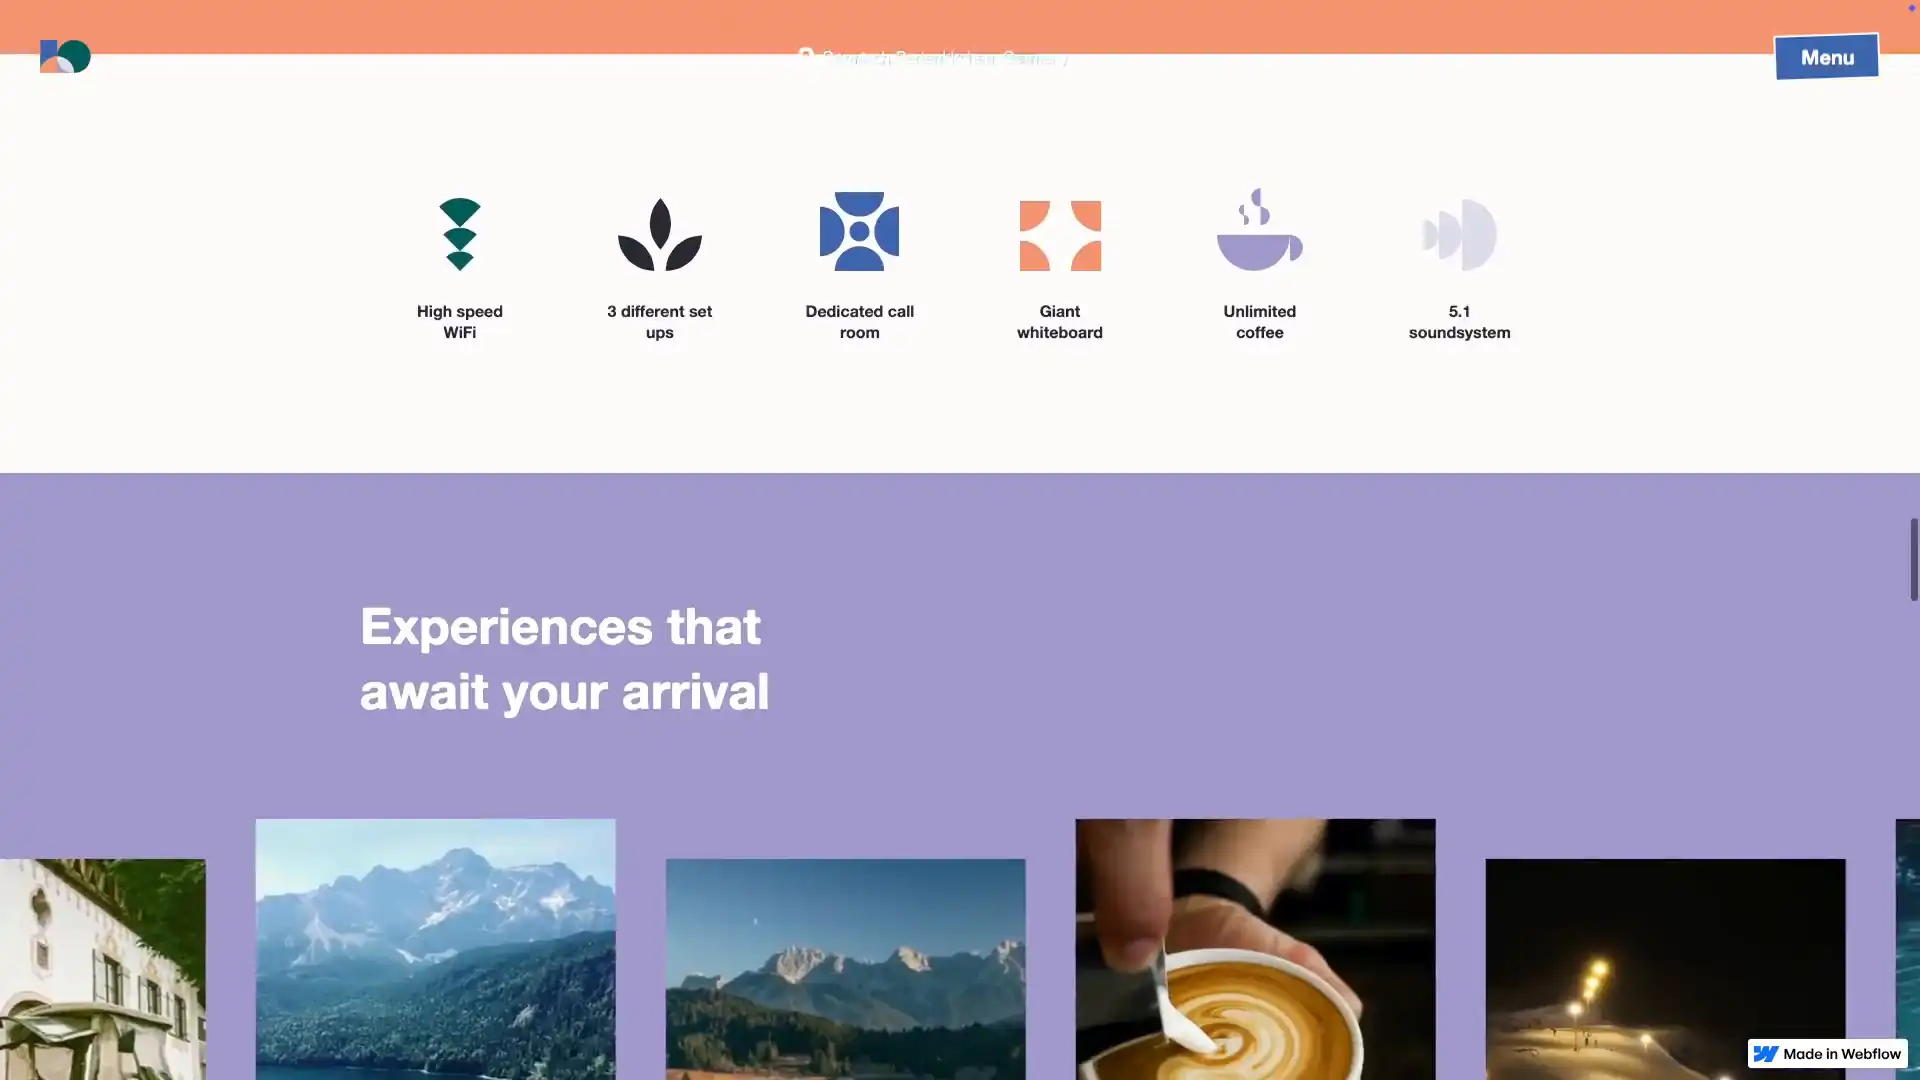 Menu
High speed
WiFi
3 different set
ups
Dedicated call
room
Giant
whiteboard
Unlimited
coffee
5.1
soundsystem
Experiences that
await your arrival
Made in Webflow